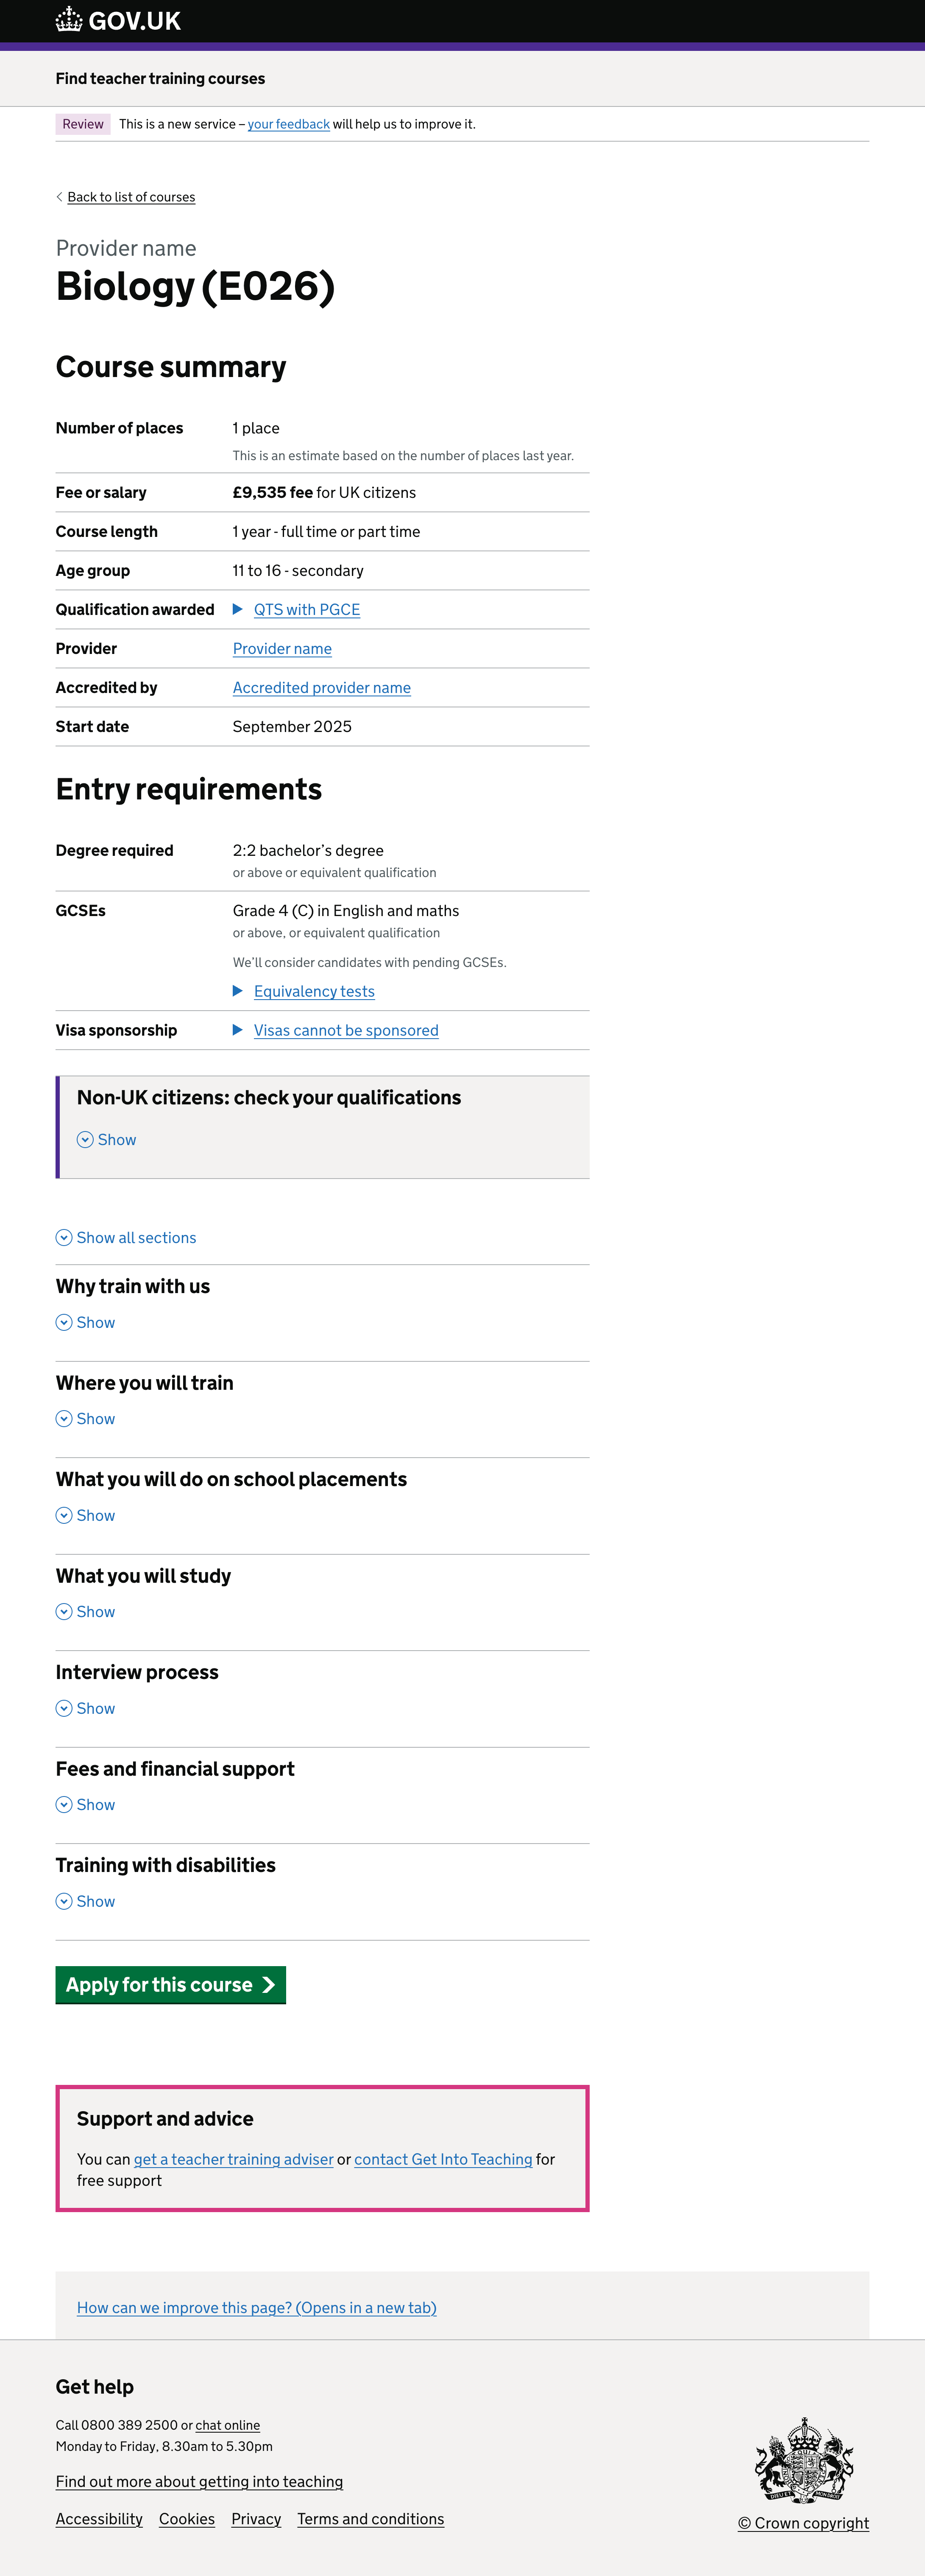 GOV.UK
Find teacher training courses
Review This is a new service – your feedback will help us to improve it.
Back to list of courses
Provider name
Biology (E026)
Course summary
Number of places 1 place
This is an estimate based on the number of places last year.
Fee or salary £9,535 fee for UK citizens
Course length 1 year - full time or part time
Age group 11 to 16 - secondary
Qualification awarded QTS with PGCE
Provider Provider name
Accredited by Accredited provider name
Start date September 2025
Entry requirements
Degree required 2:2 bachelor’s degree
or above or equivalent qualification
GCSEs Grade 4 (C) in English and maths
or above, or equivalent qualification
We’ll consider candidates with pending GCSEs.
Equivalency tests
Visa sponsorship Visas cannot be sponsored
Non-UK citizens: check your qualifications
Show
Show all sections
Why train with us
Show
Where you will train
Show
What you will do on school placements
Show
What you will study
Show
Interview process
Show
Fees and financial support
Show
Training with disabilities
Show
Apply for this course
Support and advice
You can get a teacher training adviser or contact Get Into Teaching for
free support
How can we improve this page? (Opens in a new tab)
Get help
Call 0800 389 2500 or chat online
Monday to Friday, 8.30am to 5.30pm
Find out more about getting into teaching
Accessibility Cookies Privacy Terms and conditions
© Crown copyright